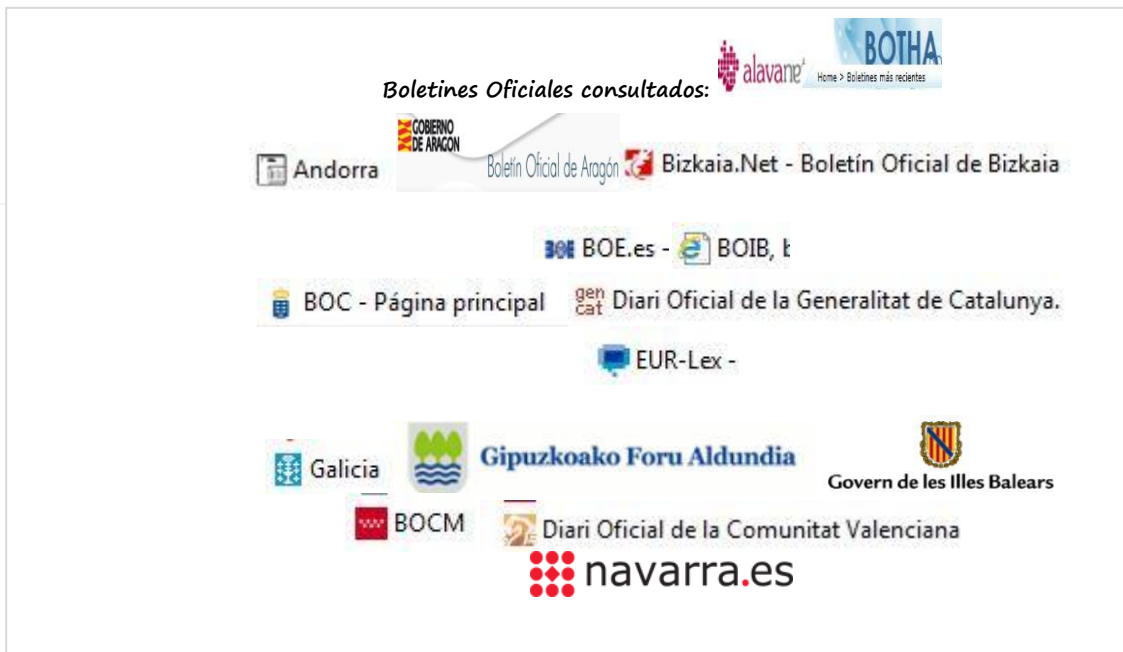 BOTHA
alavane
Home > Boletines más recientes
Boletines Oficiales consultados:
GOBIERNO
DE ARAGON
Andorra
Boletín Oficial de Aragón
Bizkaia.Net - Boletín Oficial de Bizkaia
BOE BOE.es - BOIB, b
BOC - Página principal
gen
cat
Diari Oficial de la Generalitat de Catalunya.
EUR-Lex -
Galicia
Gipuzkoako Foru Aldundia
Govern de les Illes Balears
BOCM
Diari Oficial de la Comunitat Valenciana
navarra.es